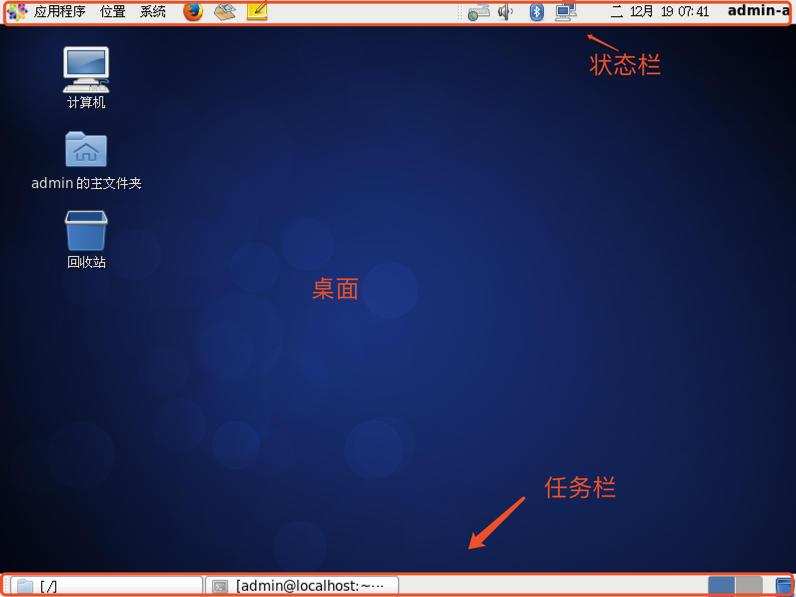 应用程序 位置 系统 二 12月 19 07:41 admin-a
状态栏
计算机
admin 的主文件夹
回收站
桌面
任务栏
[/] [admin@localhost:~···